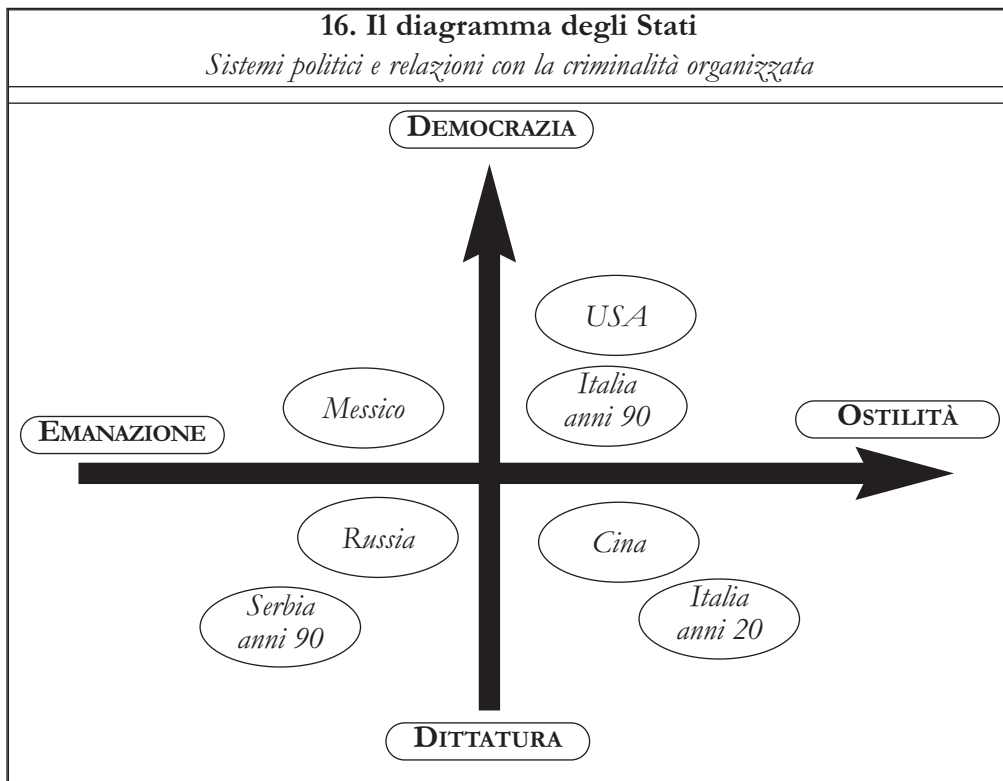 16. Il diagramma degli Stati
Sistemi politici e relazioni con la criminalità organizzata
DEMOCRAZIA
USA
Italia
anni 90
Messico
OSTILITÀ
EMANAZIONE
Russia
Cina
Serbia
anni 90
Italia
anni 20
DITTATURA